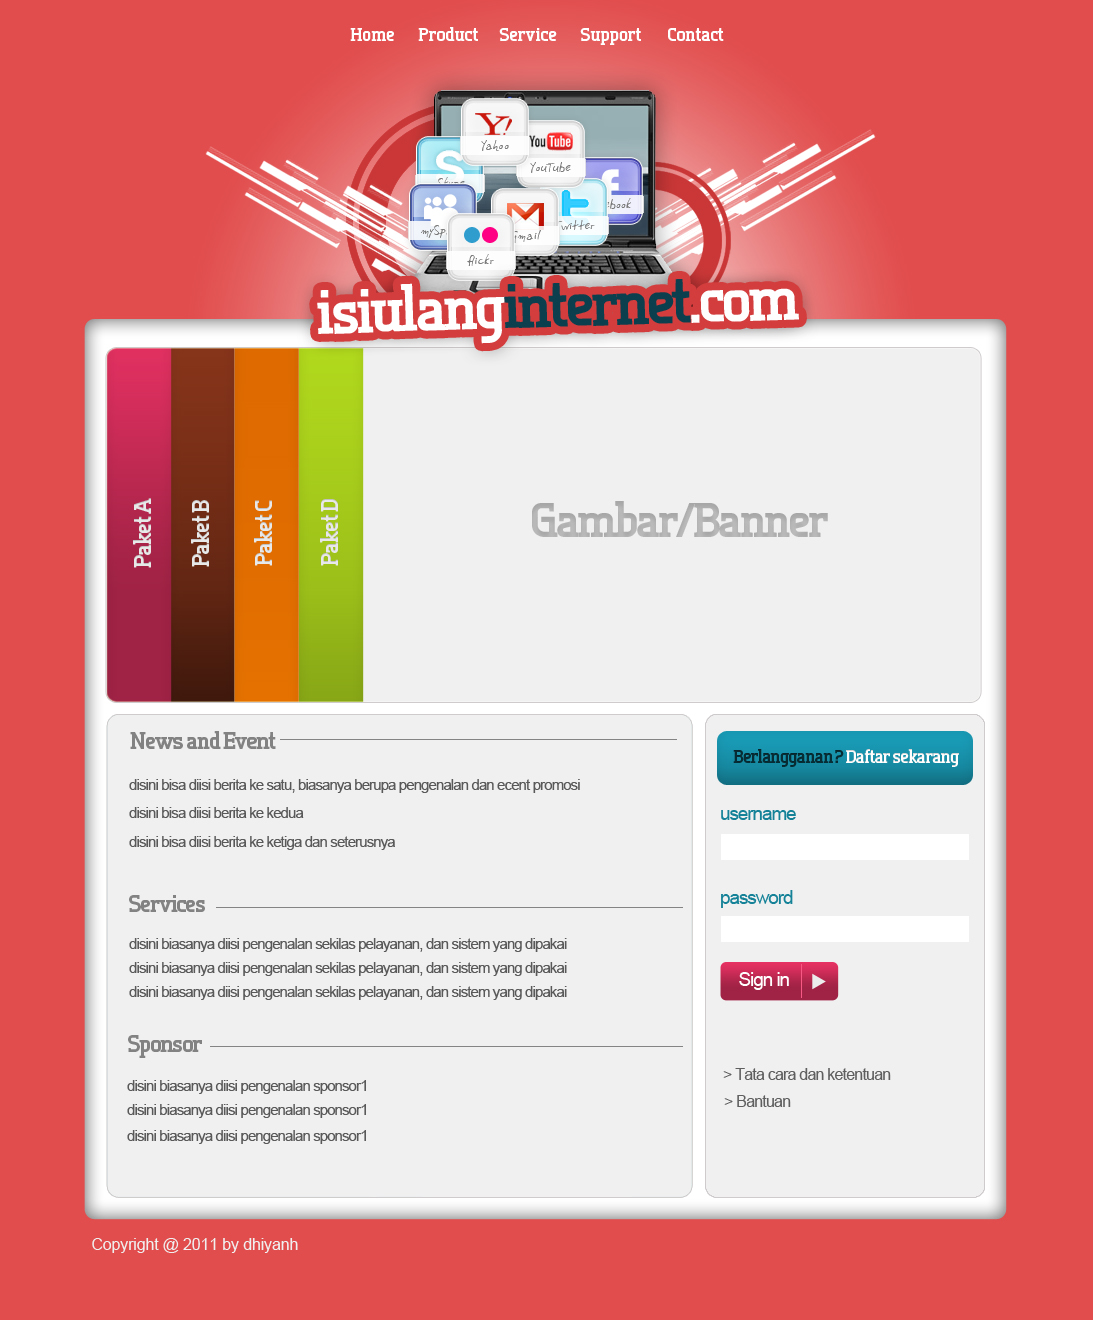 Home Product Service Support Contact
Yahoo
YouTube
You Tube
Skype
Twitter
Gmail
flickr
isiulanginternet.com
Paket A
Paket B
Paket C
Paket D
Gambar/Banner
News and Event
disini bisa diisi berita ke satu, biasanya berupa pengenalan dan ecent promosi
disini bisa diisi berita ke kedua
disini bisa diisi berita ke ketiga dan seterusnya
Services
disini biasanya diisi pengenalan sekilas pelayanan, dan sistem yang dipakai
disini biasanya diisi pengenalan sekilas pelayanan, dan sistem yang dipakai
disini biasanya diisi pengenalan sekilas pelayanan, dan sistem yang dipakai
Sponsor
disini biasanya diisi pengenalan sponsor1
disini biasanya diisi pengenalan sponsor1
disini biasanya diisi pengenalan sponsor1
Berlangganan? Daftar sekarang
username
password
Sign in
> Tata cara dan ketentuan
> Bantuan
Copyright @ 2011 by dhiyanh